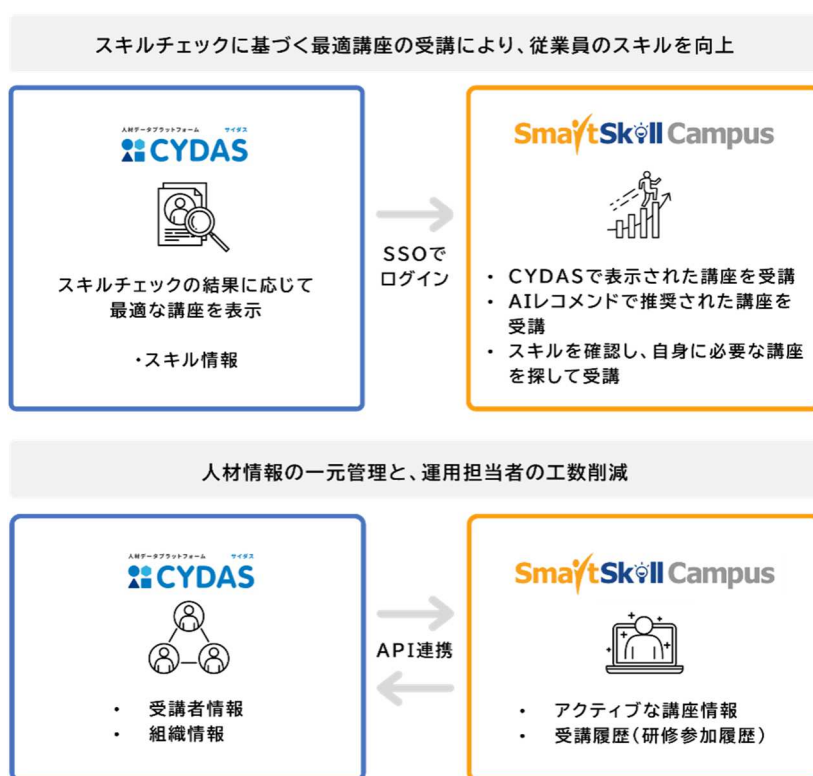 スキルチェックに基づく最適講座の受講により、従業員のスキルを向上
人材データプラットフォーム サイダス
CYDAS
スキルチェックの結果に応じて
最適な講座を表示
・スキル情報
SSOで
ログイン
SmartSkill Campus
・ CYDASで表示された講座を受講
・ AIレコメンドで推奨された講座を
受講
・ スキルを確認し、自身に必要な講座
を探して受講
人材情報の一元管理と、運用担当者の工数削減
人材データプラットフォーム サイダス
CYDAS
・ 受講者情報
・ 組織情報
API連携
SmartSkill Campus
・ アクティブな講座情報
・ 受講履歴(研修参加履歴)